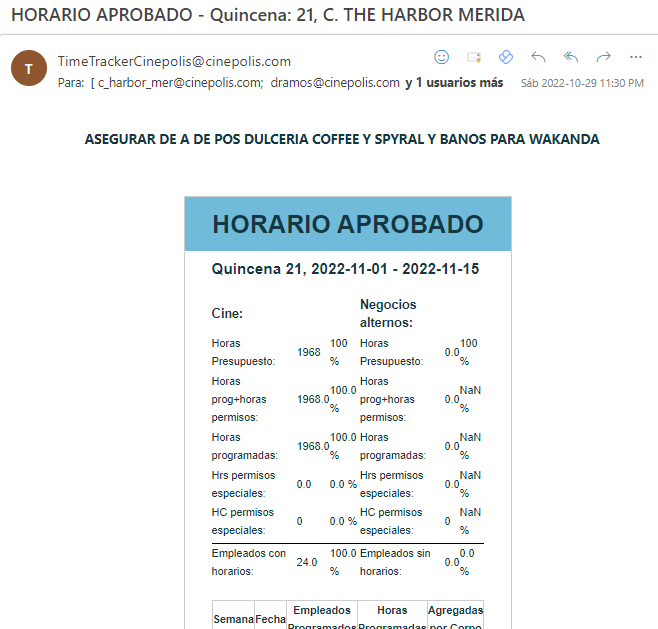 HORARIO APROBADO - Quincena: 21, C. THE HARBOR MERIDA
T
TimeTrackerCinepolis@cinepolis.com
Para: [ c_harbor_mer@cinepolis.com; dramos@cinepolis.com y 1 usuarios más Sáb 2022-10-29 11:30 PM
ASEGURAR DE A DE POS DULCERIA COFFEE Y SPYRAL Y BANOS PARA WAKANDA
HORARIO APROBADO
Quincena 21, 2022-11-01 - 2022-11-15
Cine: Negocios alternos:
Horas Presupuesto: 1968 100 % Horas Presupuesto: 0.0 100 %
Horas prog+horas permisos: 1968.0 100.0 % Horas prog+horas permisos: 0.0 NaN %
Horas programadas: 1968.0 100.0 % Horas programadas: 0.0 NaN %
Hrs permisos especiales: 0.0 0.0 % Hrs permisos especiales: 0.0 NaN %
HC permisos especiales: 0 0.0 % HC permisos especiales: 0 NaN %
Empleados con horarios: 24.0 100.0 % Empleados sin horarios: 0.0 0.0 %
Semana Fecha Empleados Programados Horas Programadas Agregadas por Corpo